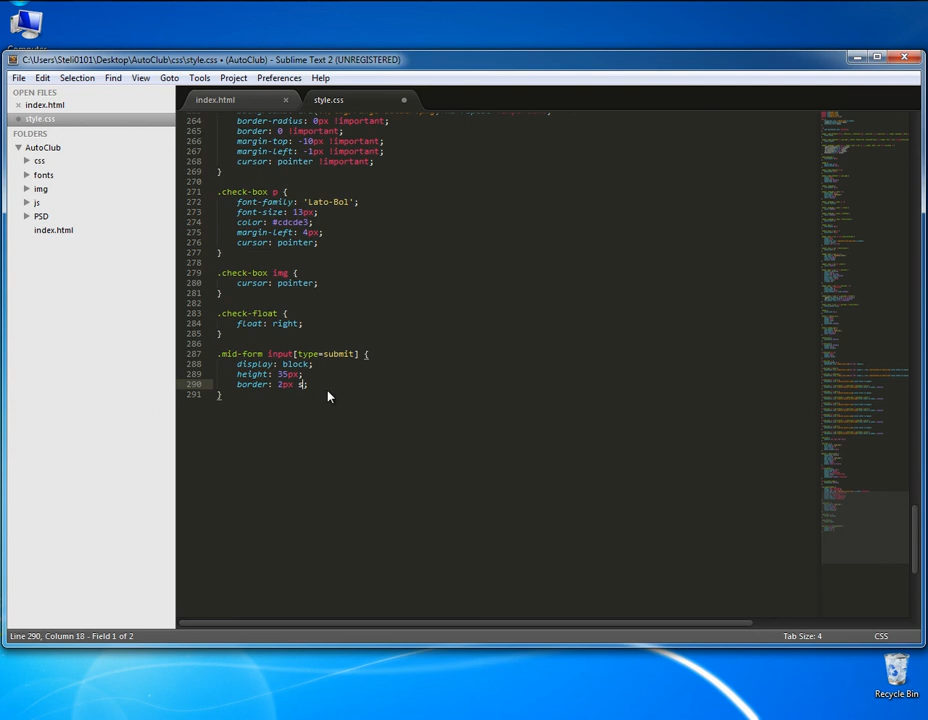 C:\Users\Steli0101\Desktop\AutoClub\css\style.css • (AutoClub) - Sublime Text 2 (UNREGISTERED)
File Edit Selection Find View Goto Tools Project Preferences Help
OPEN FILES
× index.html
style.css
FOLDERS
AutoClub
css
fonts
img
js
PSD
index.html
index.html ×
style.css
264 border-radius: 0px !important;
265 border: 0 !important;
266 margin-top: -10px !important;
267 margin-left: -1px !important;
268 cursor: pointer !important;
269 }
270
271 .check-box p {
272 font-family: 'Lato-Bol';
273 font-size: 13px;
274 color: #cdcde3;
275 margin-left: 4px;
276 cursor: pointer;
277 }
278
279 .check-box img {
280 cursor: pointer;
281 }
282
283 .check-float {
284 float: right;
285 }
286
287 .mid-form input[type=submit] {
288 display: block;
289 height: 35px;
290 border: 2px s;
291 }
Line 290, Column 18 - Field 1 of 2
Tab Size: 4
CSS
Recycle Bin